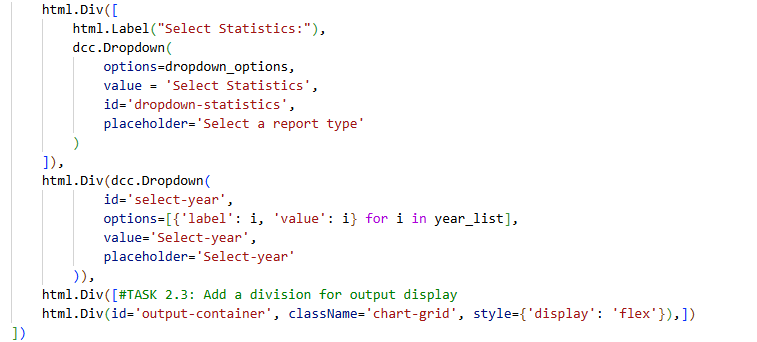 html.Div([
html.Label("Select Statistics:"),
dcc.Dropdown(
options=dropdown_options,
value = 'Select Statistics',
id='dropdown-statistics',
placeholder='Select a report type'
)
]),
html.Div(dcc.Dropdown(
id='select-year',
options=[{'label': i, 'value': i} for i in year_list],
value='Select-year',
placeholder='Select-year'
)),
html.Div([#TASK 2.3: Add a division for output display
html.Div(id='output-container', className='chart-grid', style={'display': 'flex'}),])
])